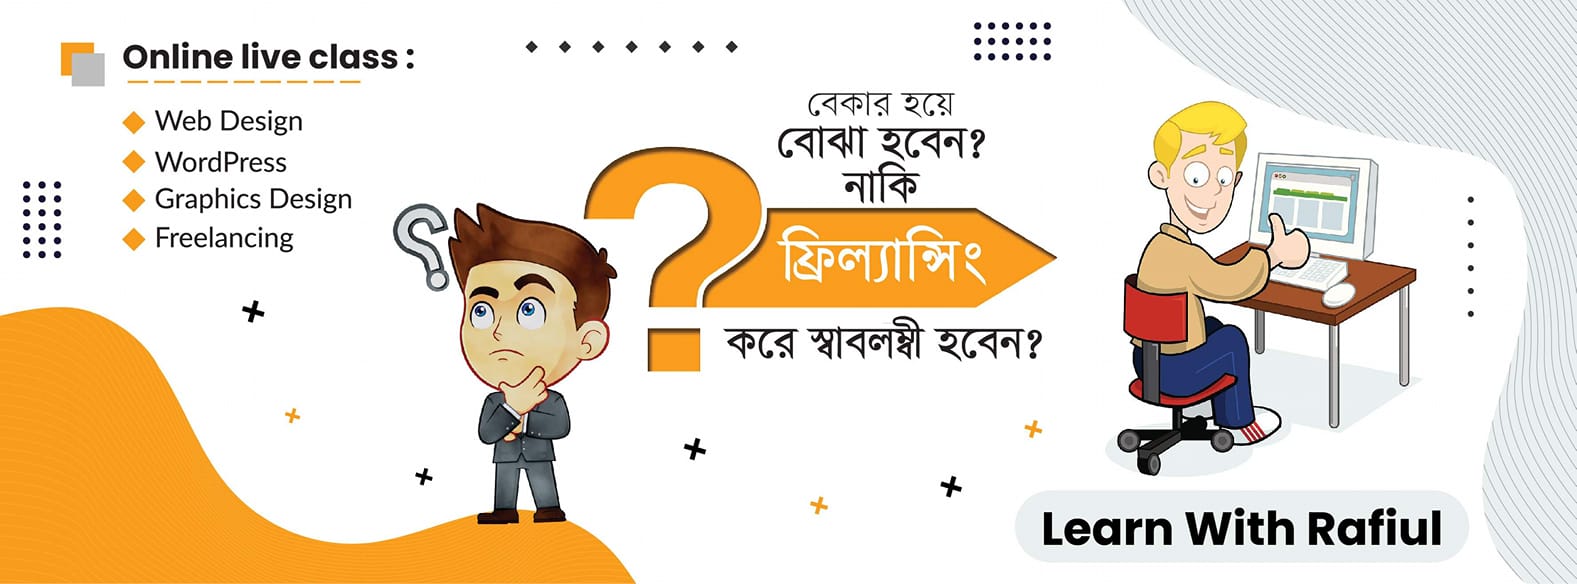 Online live class :
Web Design
WordPress
Graphics Design
Freelancing
বেকার হয়ে
বোঝা হবেন?
নাকি
ফ্রিল্যান্সিং
করে স্বাবলম্বী হবেন?
Learn With Rafiul